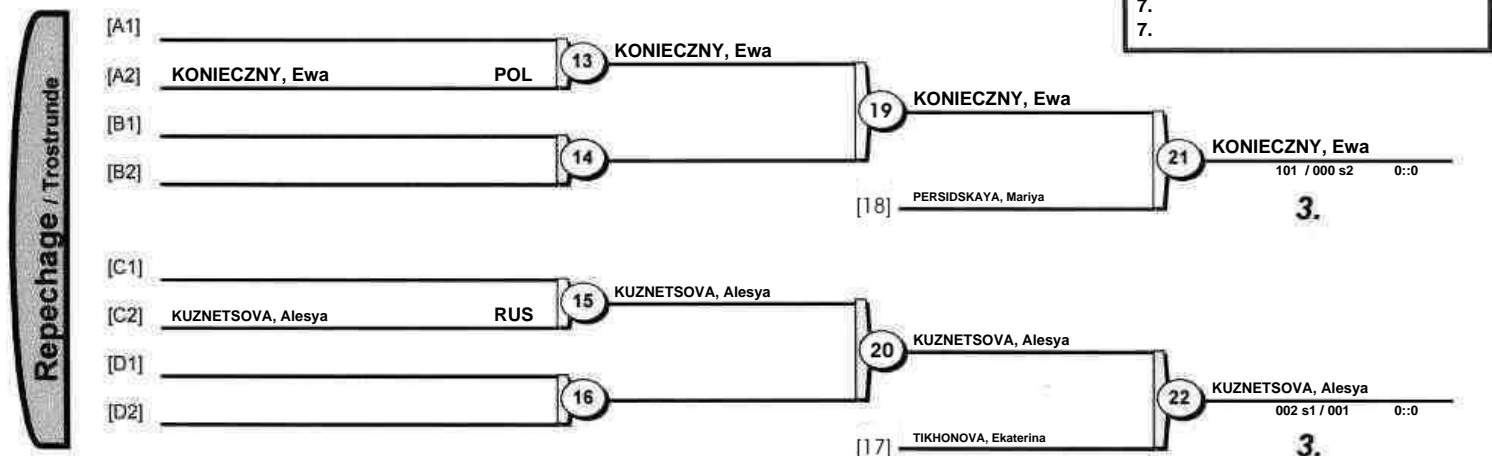 7.
7.
Repechage / Trostrunde
[A1]
[A2] KONIECZNY, Ewa POL
13
KONIECZNY, Ewa
[B1]
[B2]
14
19
KONIECZNY, Ewa
[18] PERSIDSKAYA, Mariya
21
KONIECZNY, Ewa
101 / 000 s2 0::0
3.
[C1]
[C2] KUZNETSOVA, Alesya RUS
15
KUZNETSOVA, Alesya
[D1]
[D2]
16
20
KUZNETSOVA, Alesya
[17] TIKHONOVA, Ekaterina
22
KUZNETSOVA, Alesya
002 s1 / 001 0::0
3.